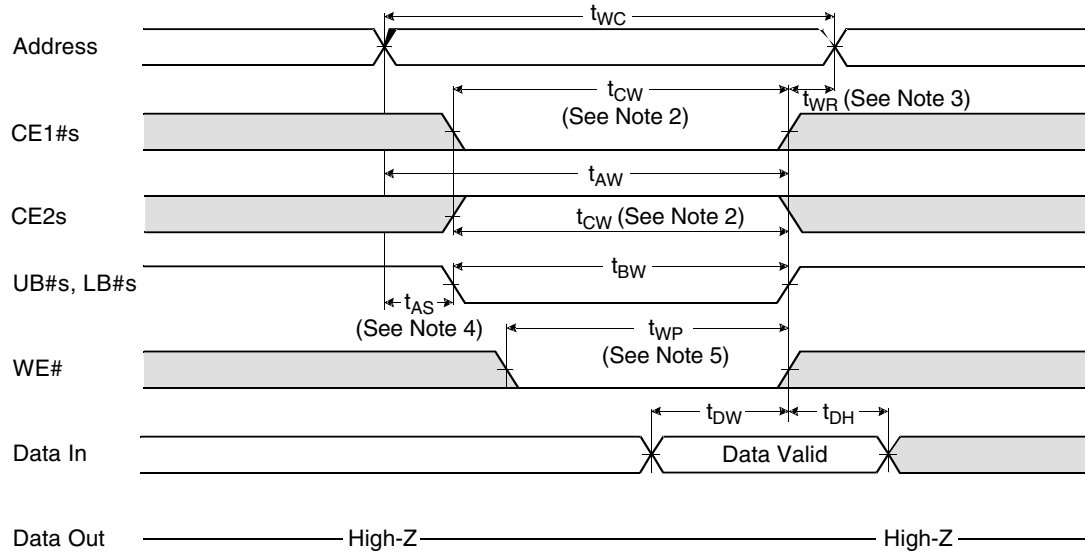 tWC
Address
tCW
(See Note 2)
tWR (See Note 3)
CE1#s
tAW
CE2s
tCW (See Note 2)
tBW
UB#s, LB#s
tAS
(See Note 4)
tWP
(See Note 5)
WE#
tDW
tDH
Data In
Data Valid
Data Out
High-Z
High-Z